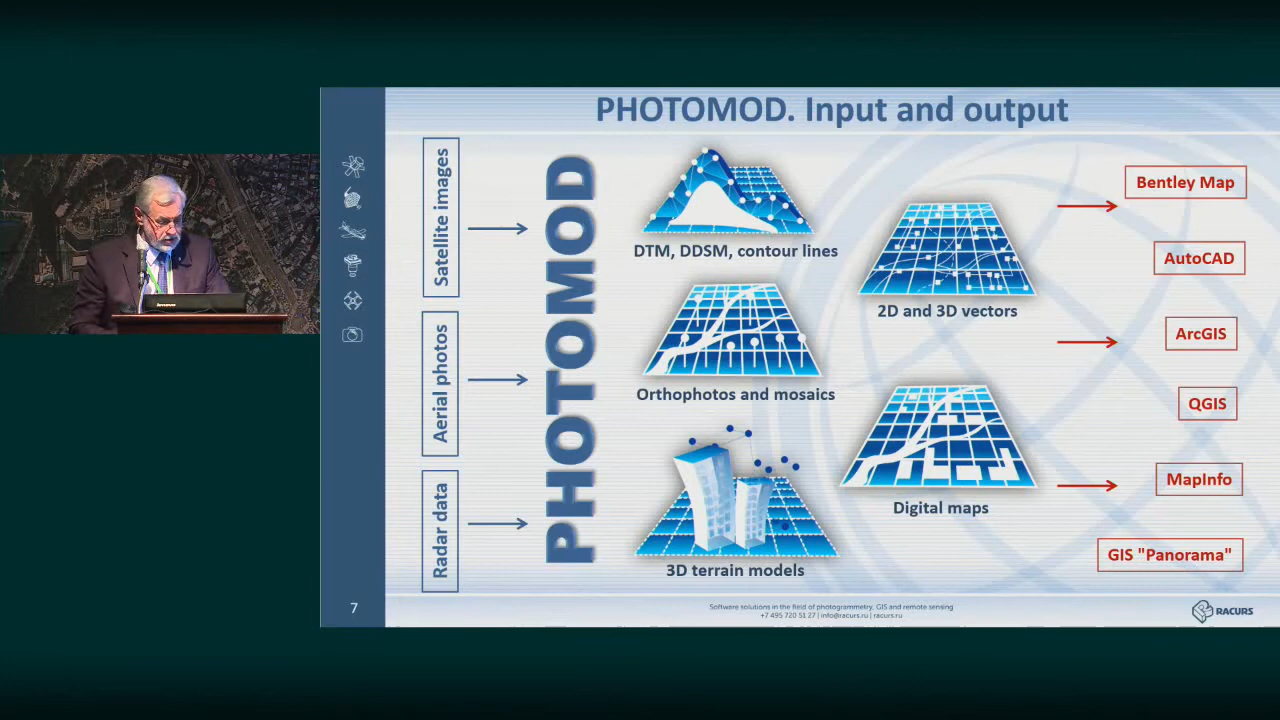 PHOTOMOD. Input and output
Satellite images
Aerial photos
Radar data
PHOTOMOD
DTM, DDSM, contour lines
Orthophotos and mosaics
3D terrain models
2D and 3D vectors
Digital maps
Bentley Map
AutoCAD
ArcGIS
QGIS
MapInfo
GIS "Panorama"
7
Software solutions in the field of photogrammetry, GIS and remote sensing
+7 495 720 51 27 | info@racurs.ru | racurs.ru
RACURS
lenovo